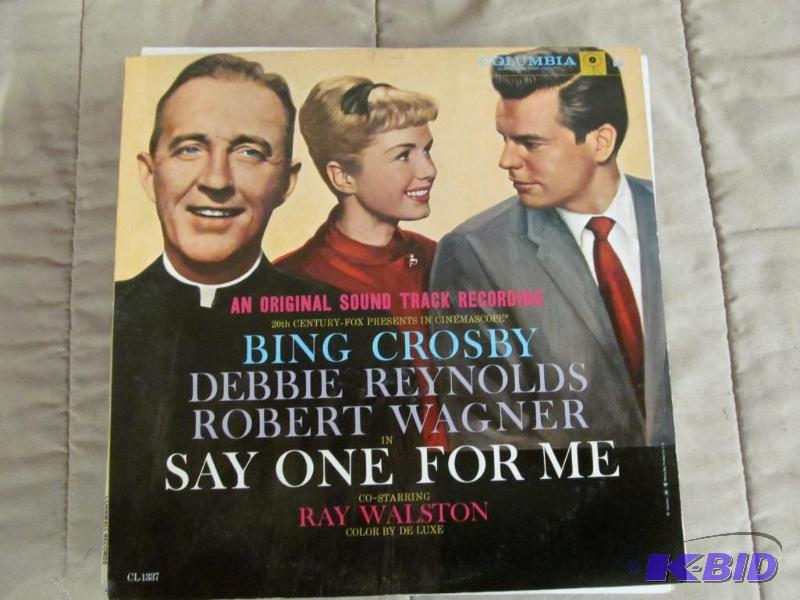 COLUMBIA
AN ORIGINAL SOUND TRACK RECORDING
20th CENTURY-FOX PRESENTS IN CINEMASCOPE
BING CROSBY
DEBBIE REYNOLDS
ROBERT WAGNER
IN
SAY ONE FOR ME
CO-STARRING
RAY WALSTON
COLOR BY DE LUXE
CL 1337
K-BID